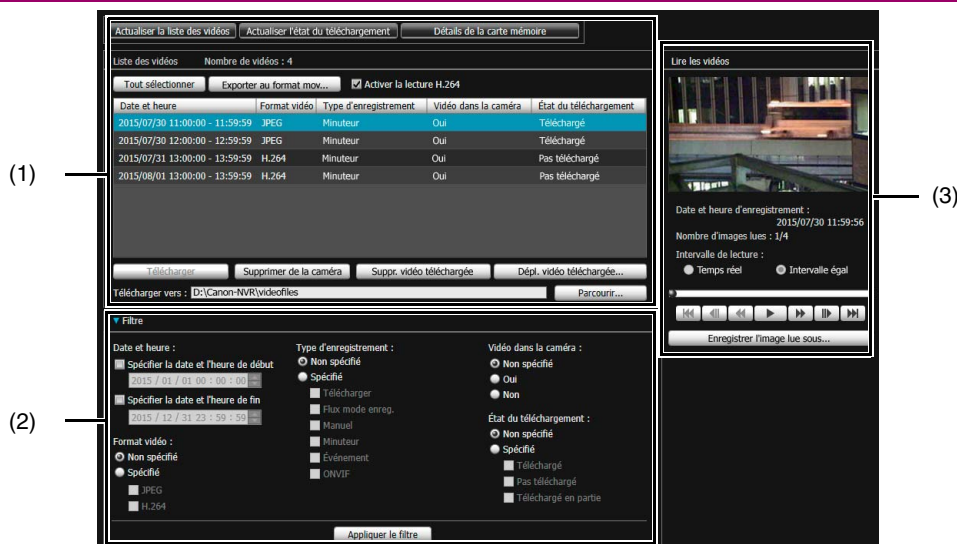 Actualiser la liste des vidéos Actualiser l'état du téléchargement Détails de la carte mémoire
Liste des vidéos Nombre de vidéos : 4
Tout sélectionner Exporter au format mov... Activer la lecture H.264
Date et heure Format vidéo Type d'enregistrement Vidéo dans la caméra État du téléchargement
2015/07/30 11:00:00 - 11:59:59 JPEG Minuteur Oui Téléchargé
2015/07/30 12:00:00 - 12:59:59 JPEG Minuteur Oui Téléchargé
2015/07/31 13:00:00 - 13:59:59 H.264 Minuteur Oui Pas téléchargé
2015/08/01 13:00:00 - 13:59:59 H.264 Minuteur Oui Pas téléchargé
(1)
Télécharger Supprimer de la caméra Suppr. vidéo téléchargée Dépl. vidéo téléchargée...
Télécharger vers : D:\Canon-NVR\videofiles Parcourir...
Filtre
Date et heure :
Spécifier la date et l'heure de début
2015 / 01 / 01 00 : 00 : 00
Spécifier la date et l'heure de fin
2015 / 12 / 31 23 : 59 : 59
Format vidéo :
Non spécifié
Spécifié
JPEG
H.264
Type d'enregistrement :
Non spécifié
Spécifié
Télécharger
Flux mode enreg.
Manuel
Minuteur
Événement
ONVIF
Vidéo dans la caméra :
Non spécifié
Oui
Non
État du téléchargement :
Non spécifié
Spécifié
Téléchargé
Pas téléchargé
Téléchargé en partie
Appliquer le filtre
(2)
Lire les vidéos
Date et heure d'enregistrement :
2015/07/30 11:59:56
Nombre d'images lues : 1/4
Intervalle de lecture :
Temps réel Intervalle égal
Enregistrer l'image lue sous...
(3)